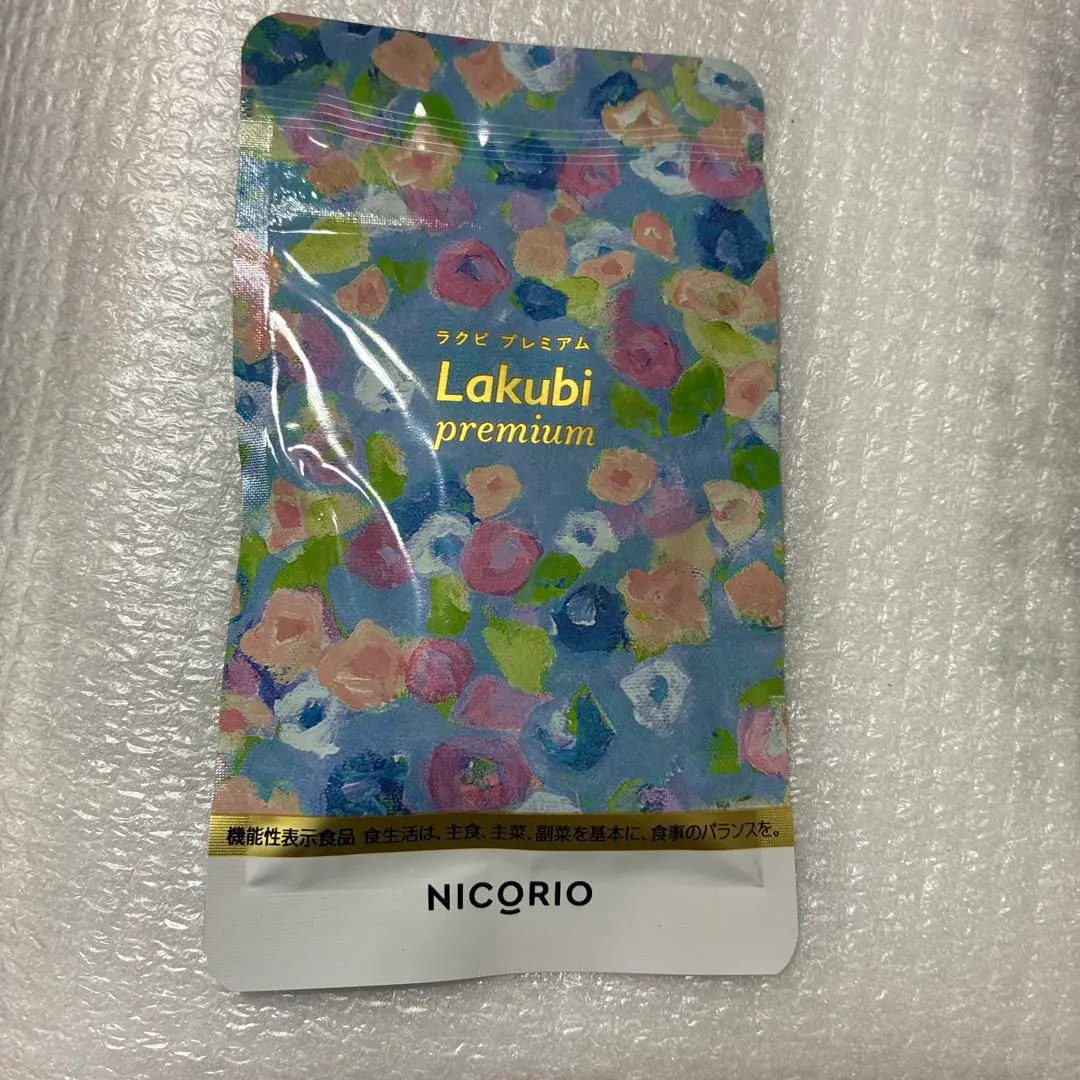 ラクビ プレミアム
Lakubi
premium
機能性表示食品 食生活は、主食、主菜、副菜を基本に、食事のバランスを。
NICORIO